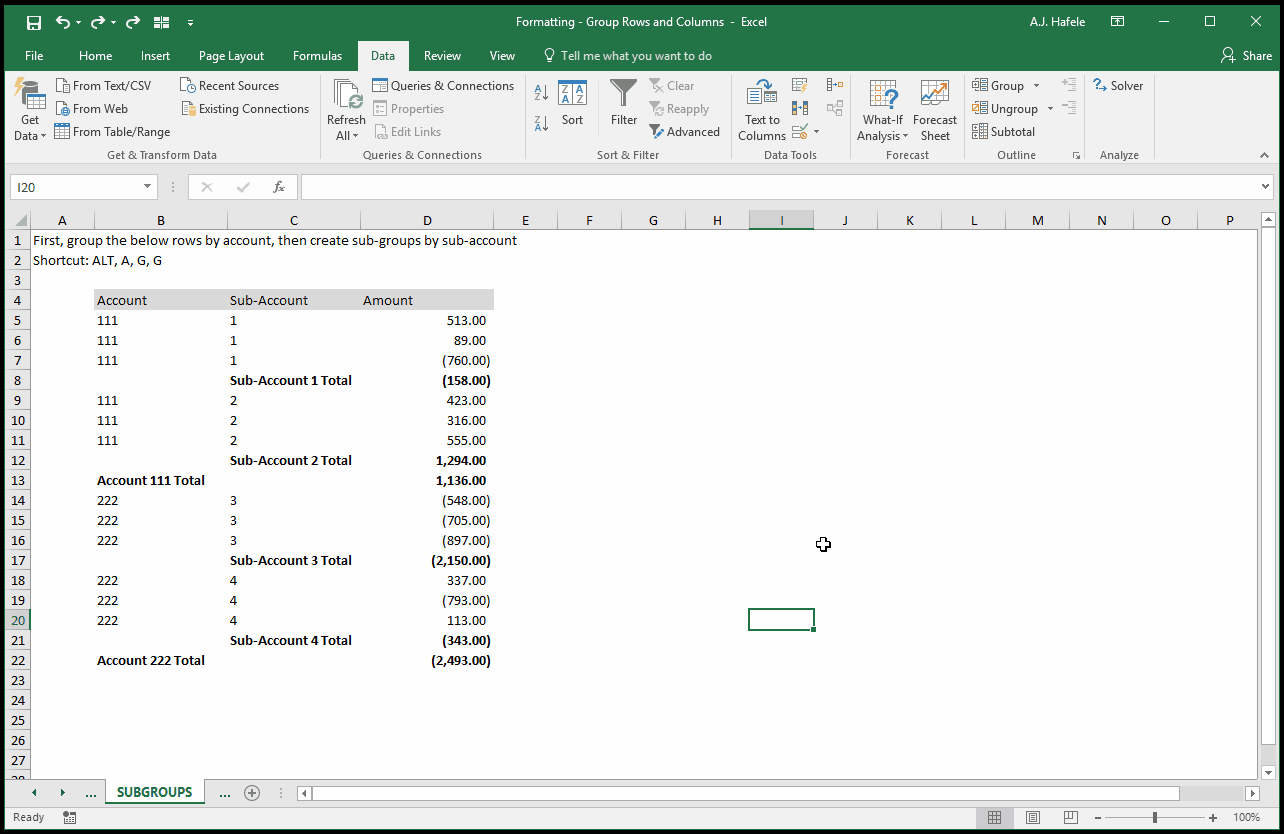 Formatting - Group Rows and Columns - Excel
A.J. Hafele
File Home Insert Page Layout Formulas Data Review View Tell me what you want to do Share
Get Data
From Text/CSV
From Web
From Table/Range
Recent Sources
Existing Connections
Get & Transform Data
Refresh All
Queries & Connections
Properties
Edit Links
Queries & Connections
Sort
Filter
Clear
Reapply
Advanced
Sort & Filter
Text to Columns
Data Tools
What-If Analysis
Forecast Sheet
Forecast
Group
Ungroup
Subtotal
Outline
Solver
Analyze
I20
fx
A B C D E F G H I J K L M N O P
1 First, group the below rows by account, then create sub-groups by sub-account
2 Shortcut: ALT, A, G, G
3
4 Account Sub-Account Amount
5 111 1 513.00
6 111 1 89.00
7 111 1 (760.00)
8 Sub-Account 1 Total (158.00)
9 111 2 423.00
10 111 2 316.00
11 111 2 555.00
12 Sub-Account 2 Total 1,294.00
13 Account 111 Total 1,136.00
14 222 3 (548.00)
15 222 3 (705.00)
16 222 3 (897.00)
17 Sub-Account 3 Total (2,150.00)
18 222 4 337.00
19 222 4 (793.00)
20 222 4 113.00
21 Sub-Account 4 Total (343.00)
22 Account 222 Total (2,493.00)
23
24
25
26
27
28
... SUBGROUPS ...
Ready
100%